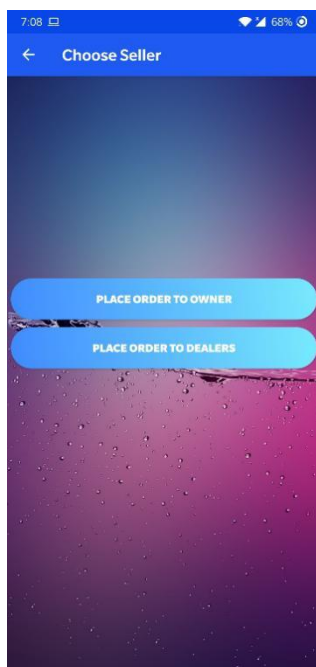 7:08
68%
Choose Seller
PLACE ORDER TO OWNER
PLACE ORDER TO DEALERS